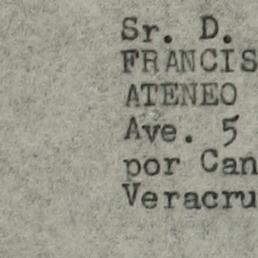 Sr. D.
FRANCIS
ATENEO
Ave. 5
por Can
Veracru